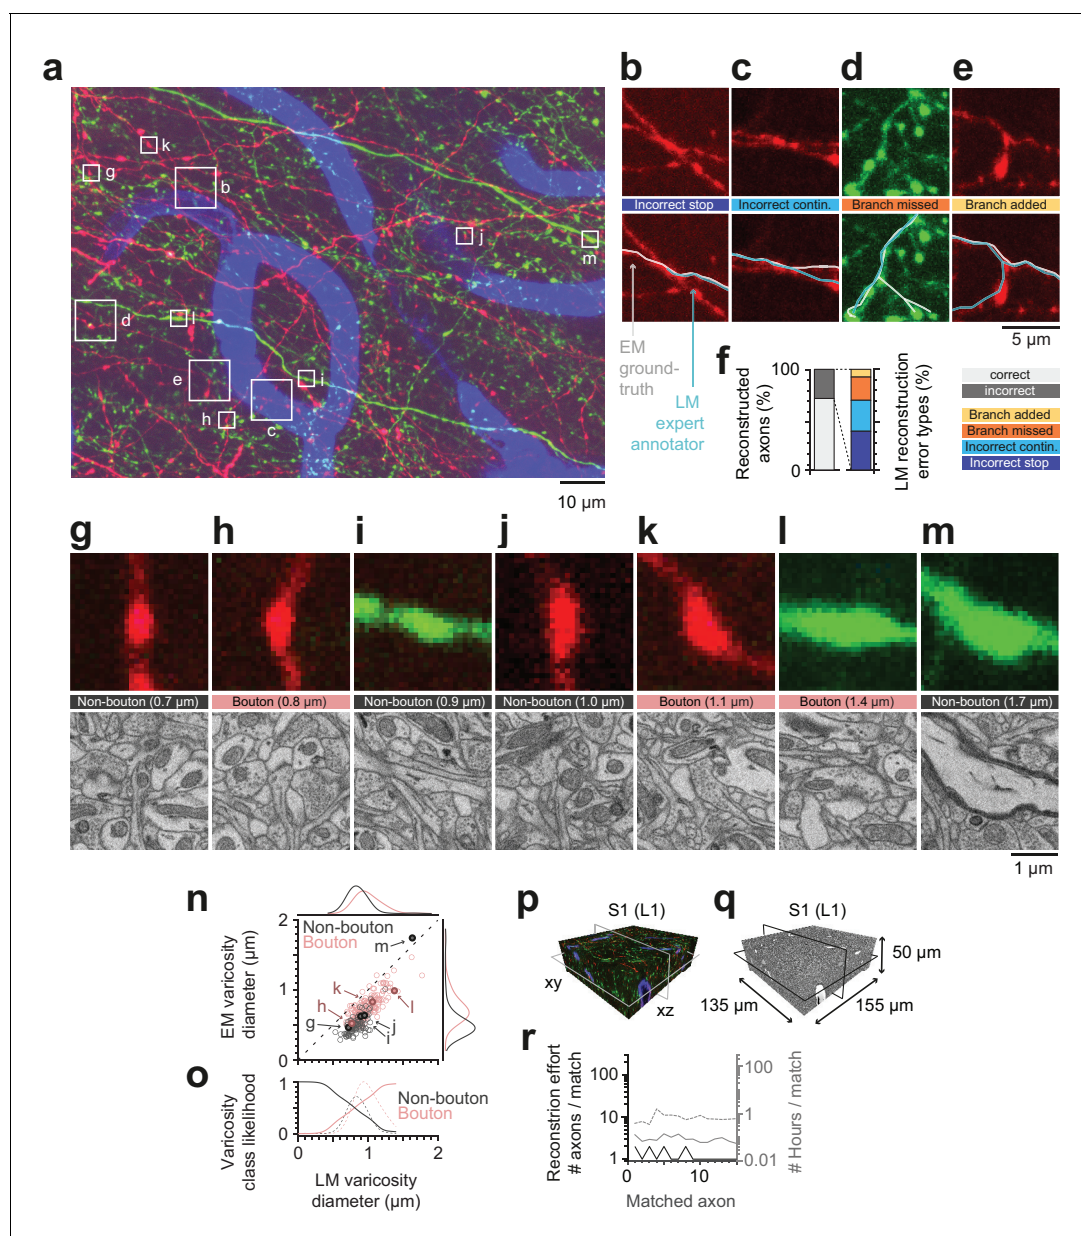 a
k
g
b
j
m
d
l
e
i
h
c
10 µm
b
c
d
e
Incorrect stop
Incorrect contin.
Branch missed
Branch added
EM
ground-
truth
LM
expert
annotator
5 µm
f
100
0
Reconstructed
axons (%)
LM reconstruction
error types (%)
correct
incorrect
Branch added
Branch missed
Incorrect contin.
Incorrect stop
g
h
i
j
k
l
m
Non-bouton (0.7 µm)
Bouton (0.8 µm)
Non-bouton (0.9 µm)
Non-bouton (1.0 µm)
Bouton (1.1 µm)
Bouton (1.4 µm)
Non-bouton (1.7 µm)
1 µm
n
2
1
0
EM varicosity
diameter (µm)
Non-bouton
Bouton
m
k
h
g
l
j
i
o
1
0
Varicosity
class likelihood
Non-bouton
Bouton
0
1
2
LM varicosity
diameter (µm)
p
S1 (L1)
xy
xz
q
S1 (L1)
50 µm
135 µm
155 µm
r
Reconstrion effort
# axons / match
100
10
1
100
1
0.01
# Hours / match
0
10
Matched axon